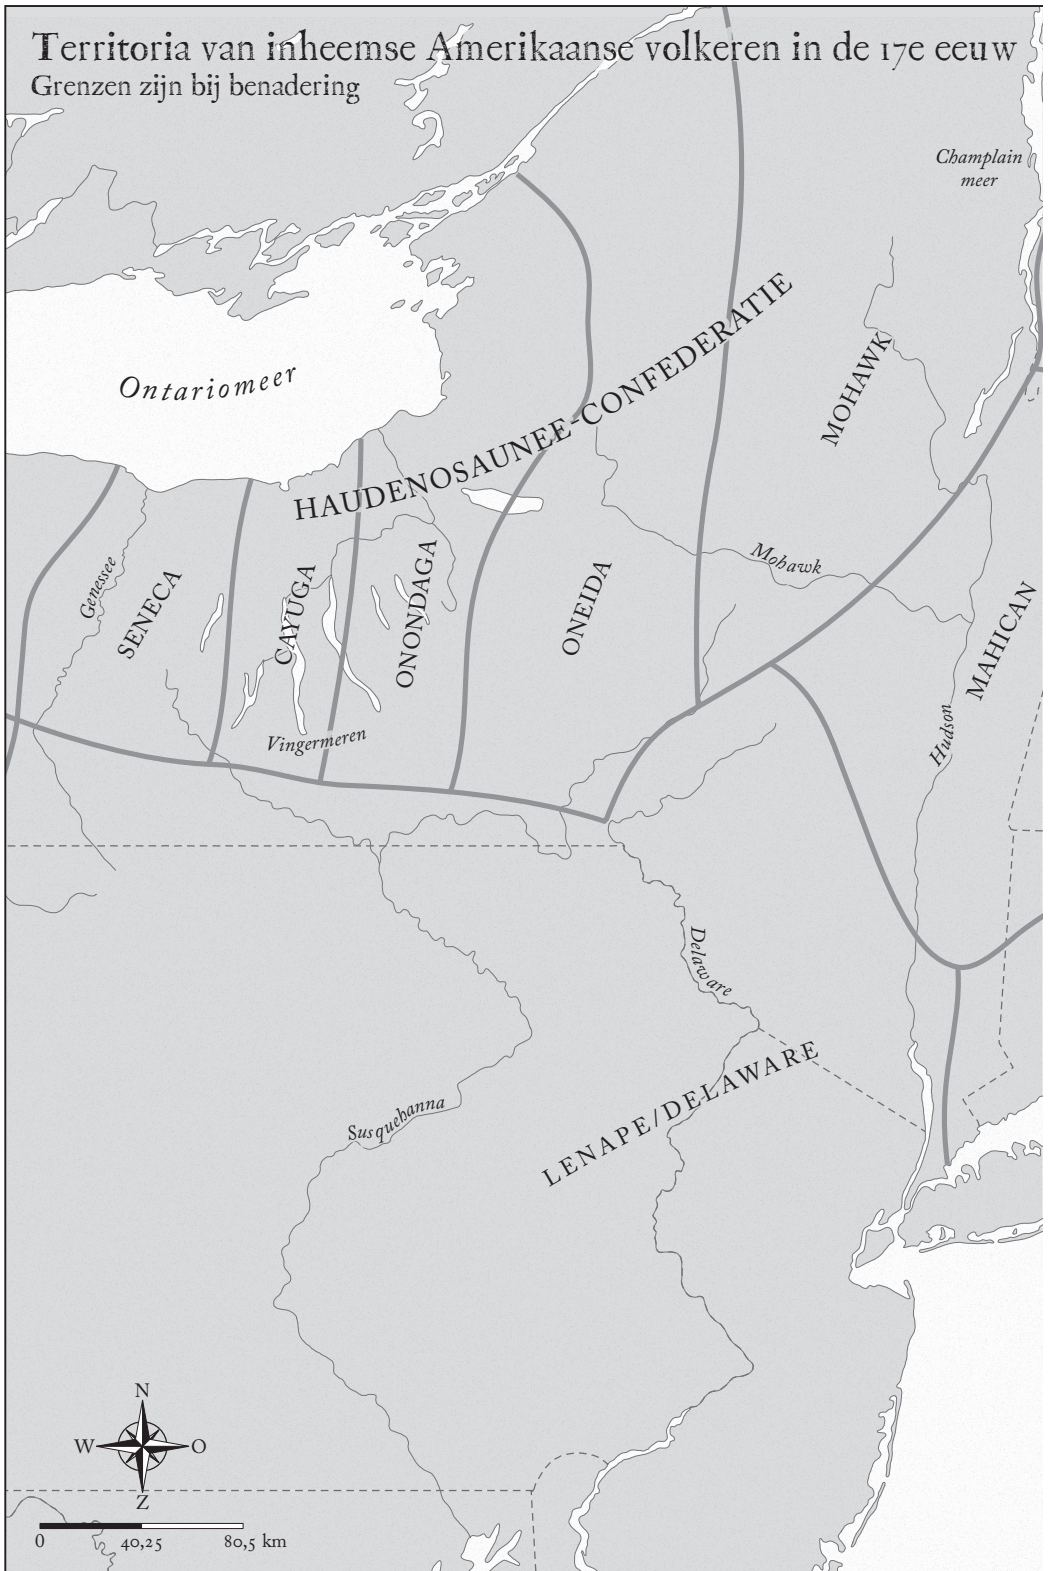 Territoria van inheemse Amerikaanse volkeren in de 17e eeuw
Grenzen zijn bij benadering
Champlain
meer
Ontariomeer
HAUDENOSAUNEE-CONFEDERATIE
MOHAWK
Genessee
SENECA
CAYUGA
ONONDAGA
ONEIDA
Mohawk
MAHICAN
Vingermeren
Hudson
Delaware
LENAPE/DELAWARE
Susquehanna
N
W
O
Z
0 40,25 80,5 km